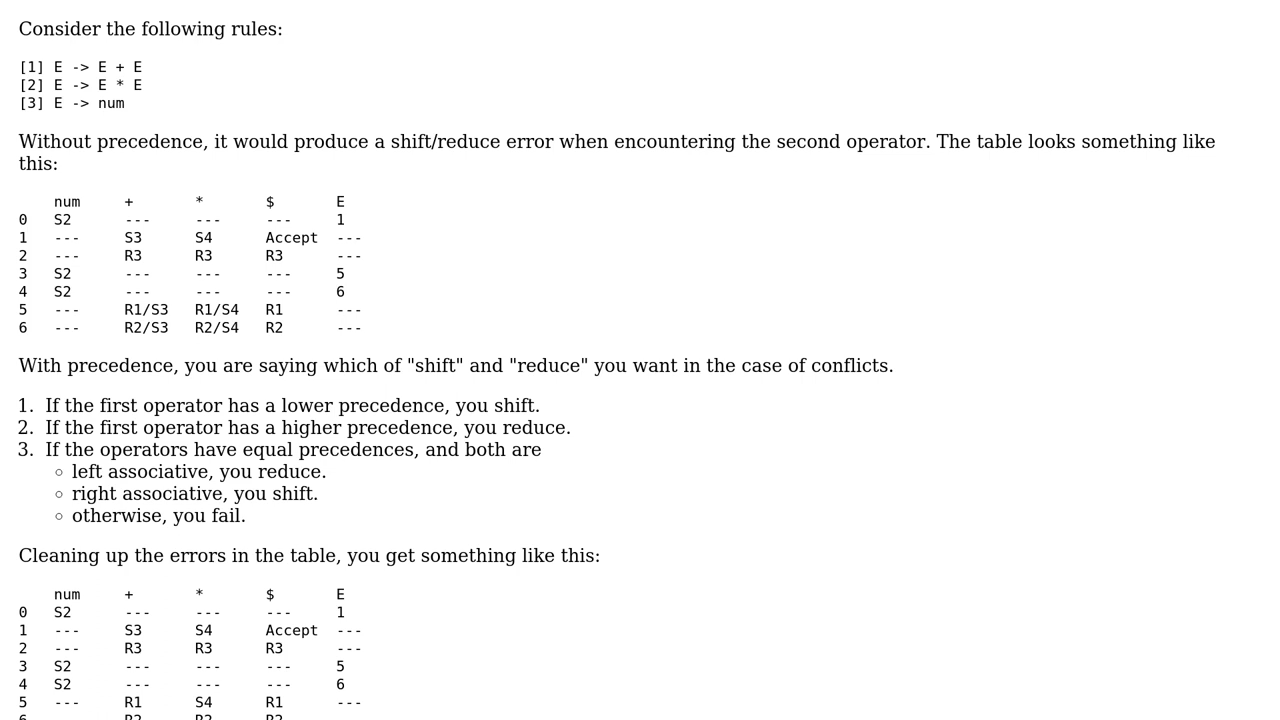 Consider the following rules:
[1] E -> E + E
[2] E -> E * E
[3] E -> num
Without precedence, it would produce a shift/reduce error when encountering the second operator. The table looks something like
this:
    num     +       *       $       E
0   S2      ---     ---     ---     1
1   ---     S3      S4      Accept  ---
2   ---     R3      R3      R3      ---
3   S2      ---     ---     ---     5
4   S2      ---     ---     ---     6
5   ---     R1/S3   R1/S4   R1      ---
6   ---     R2/S3   R2/S4   R2      ---
With precedence, you are saying which of "shift" and "reduce" you want in the case of conflicts.
1. If the first operator has a lower precedence, you shift.
2. If the first operator has a higher precedence, you reduce.
3. If the operators have equal precedences, and both are
◦ left associative, you reduce.
◦ right associative, you shift.
◦ otherwise, you fail.
Cleaning up the errors in the table, you get something like this:
    num     +       *       $       E
0   S2      ---     ---     ---     1
1   ---     S3      S4      Accept  ---
2   ---     R3      R3      R3      ---
3   S2      ---     ---     ---     5
4   S2      ---     ---     ---     6
5   ---     R1      S4      R1      ---
6           R2      R2      R2